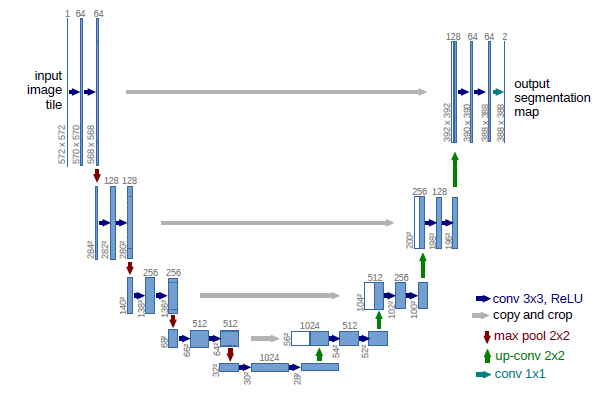 1 64 64
128 64 64 2
input
image
tile
output
segmentation
map
572 x 572
570 x 570
568 x 568
392 x 392
390 x 390
388 x 388
388 x 388
128 128
256 128
284²
282²
280²
200²
198²
196²
256 256
512 256
140²
138²
136²
104²
102²
100²
512 512
1024 512
68²
66²
64²
56²
54²
52²
1024
32²
30²
28²
conv 3x3, ReLU
copy and crop
max pool 2x2
up-conv 2x2
conv 1x1